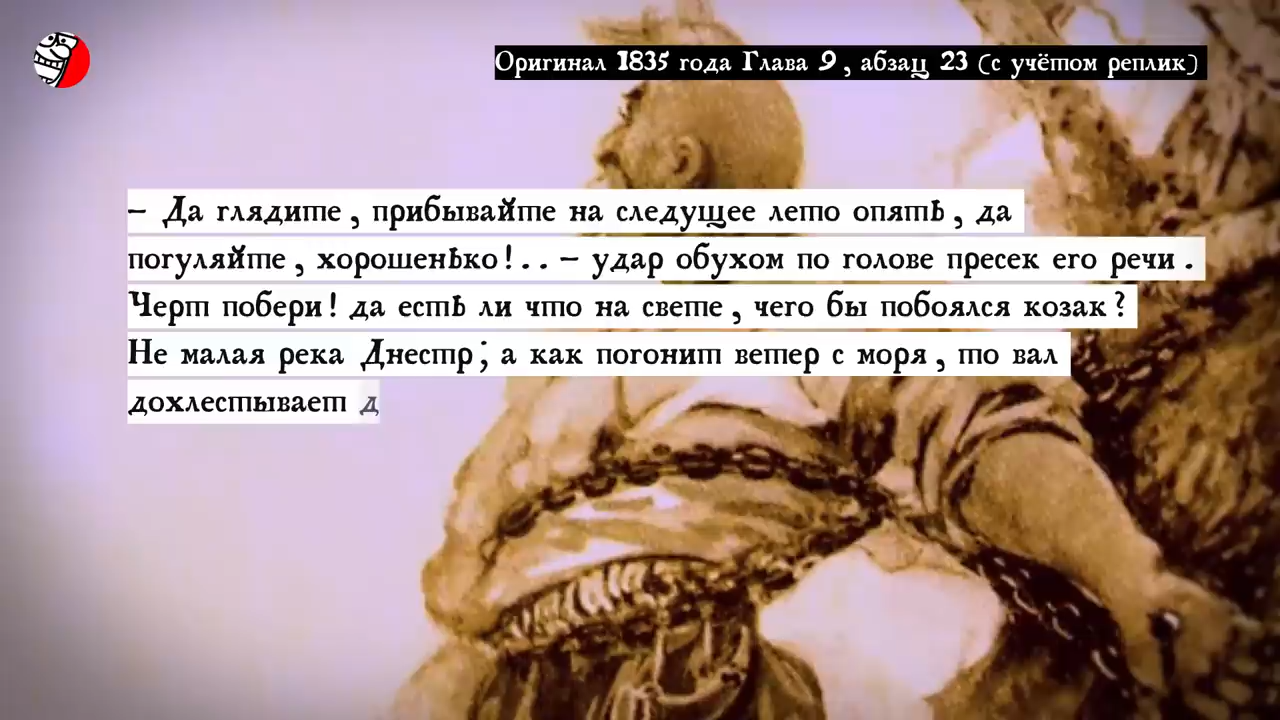 Оригинал 1835 года Глава 9, абзац 23 (с учётом реплик)
– Да глядите, прибывайте на следущее лето опять, да
погуляйте, хорошенько!.. – удар обухом по голове пресек его речи.
Черт побери! да есть ли что на свете, чего бы побоялся козак?
Не малая река Днестр; а как погонит ветер с моря, то вал
дохлестывает д